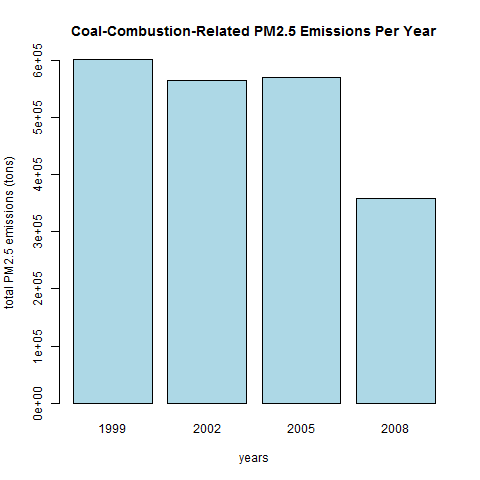 Coal-Combustion-Related PM2.5 Emissions Per Year
total PM2.5 emissions (tons)
6e+05
5e+05
4e+05
3e+05
2e+05
1e+05
0e+00
1999 2002 2005 2008
years